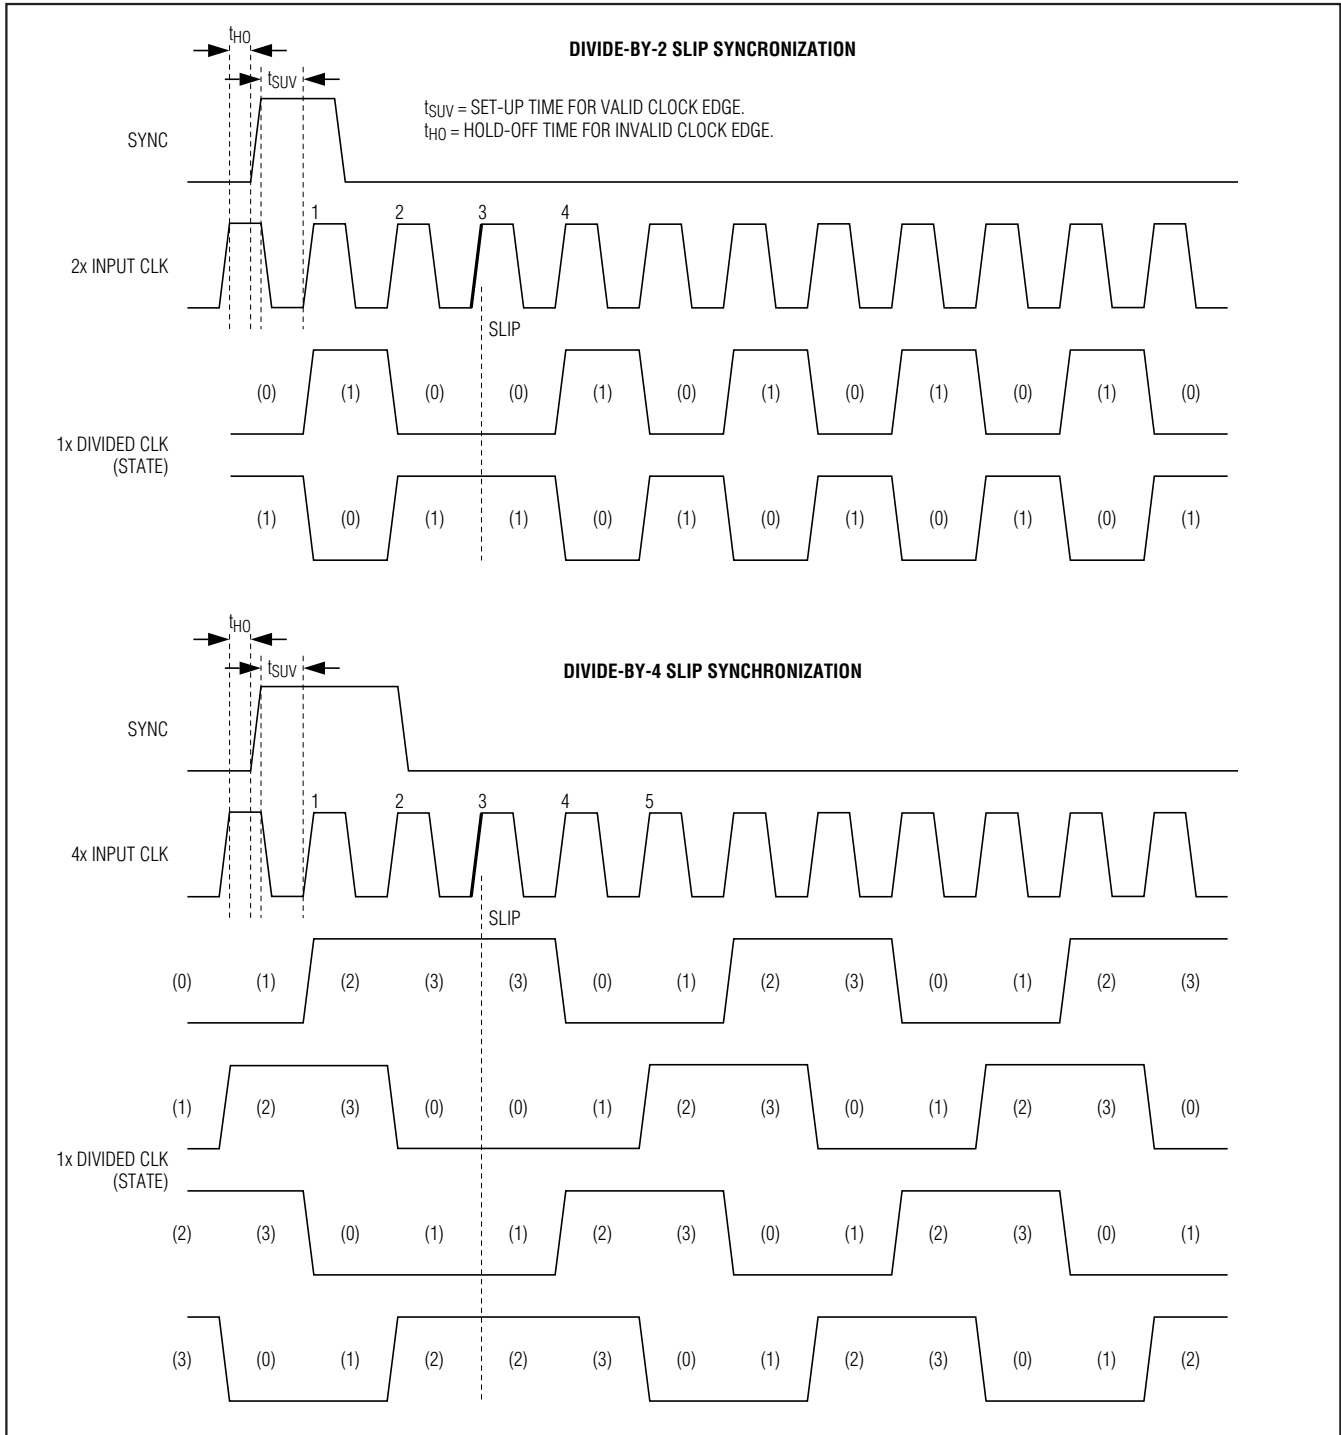 tHO
DIVIDE-BY-2 SLIP SYNCRONIZATION
tSUV
tSUV = SET-UP TIME FOR VALID CLOCK EDGE.
tHO = HOLD-OFF TIME FOR INVALID CLOCK EDGE.
SYNC
1 2 3 4
2x INPUT CLK
SLIP
(0) (1) (0) (0) (1) (0) (1) (0) (1) (0) (1) (0)
1x DIVIDED CLK
(STATE)
(1) (0) (1) (1) (0) (1) (0) (1) (0) (1) (0) (1)
tHO
tSUV
DIVIDE-BY-4 SLIP SYNCHRONIZATION
SYNC
1 2 3 4 5
4x INPUT CLK
SLIP
(0) (1) (2) (3) (3) (0) (1) (2) (3) (0) (1) (2) (3)
(1) (2) (3) (0) (0) (1) (2) (3) (0) (1) (2) (3) (0)
1x DIVIDED CLK
(STATE)
(2) (3) (0) (1) (1) (2) (3) (0) (1) (2) (3) (0) (1)
(3) (0) (1) (2) (2) (3) (0) (1) (2) (3) (0) (1) (2)